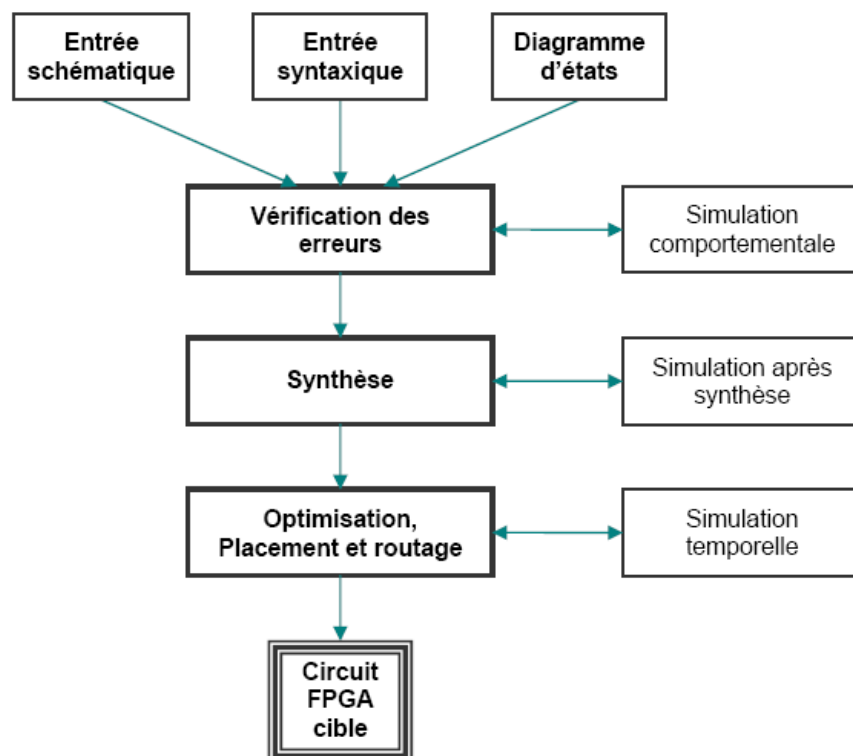 Entrée
schématique
Entrée
syntaxique
Diagramme
d’états
Vérification des
erreurs
Simulation
comportementale
Synthèse
Simulation après
synthèse
Optimisation,
Placement et routage
Simulation
temporelle
Circuit
FPGA
cible